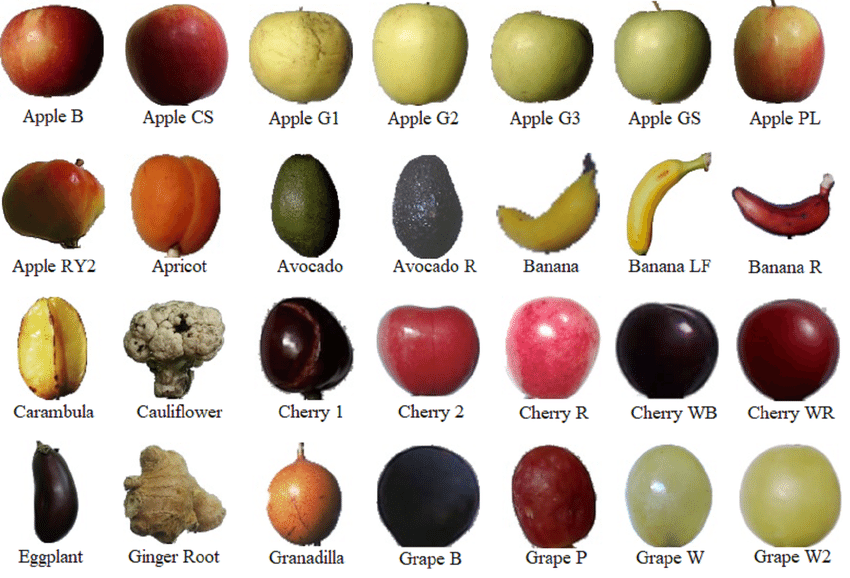 Apple B
Apple CS
Apple G1
Apple G2
Apple G3
Apple GS
Apple PL
Apple RY2
Apricot
Avocado
Avocado R
Banana
Banana LF
Banana R
Carambula
Cauliflower
Cherry 1
Cherry 2
Cherry R
Cherry WB
Cherry WR
Eggplant
Ginger Root
Granadilla
Grape B
Grape P
Grape W
Grape W2